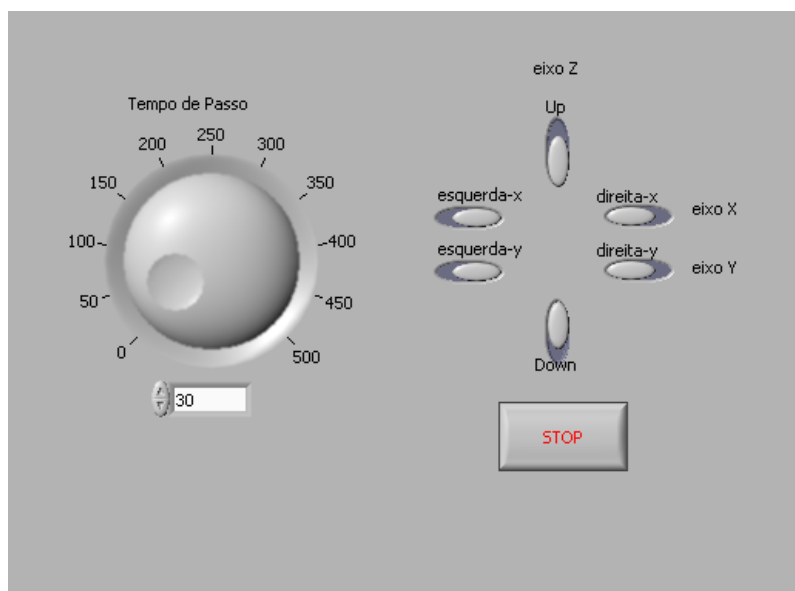 eixo Z
Up
Tempo de Passo
250
200
300
150
350
100
400
50
450
0
500
30
esquerda-x
direita-x
eixo X
esquerda-y
direita-y
eixo Y
Down
STOP